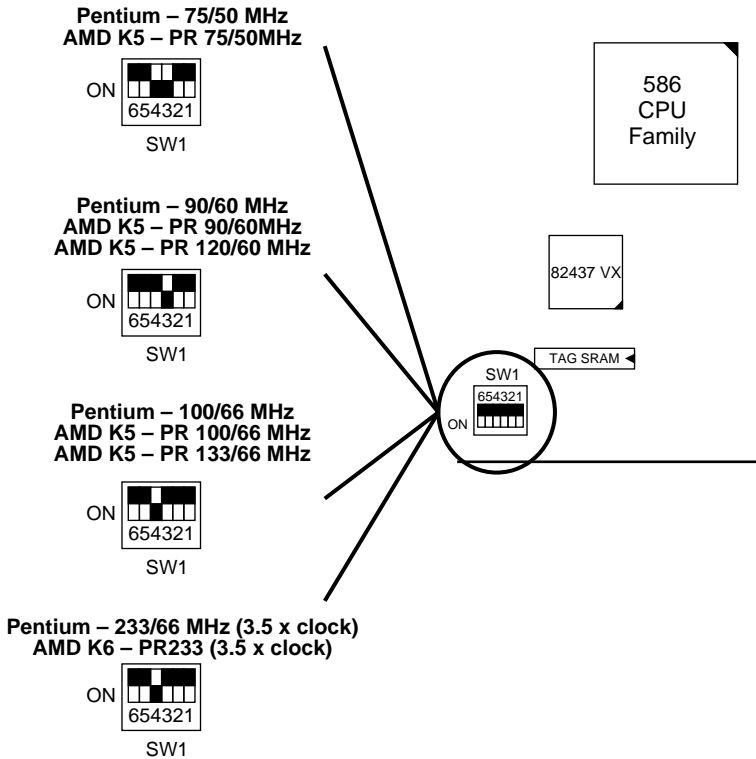 Pentium – 75/50 MHz
AMD K5 – PR 75/50MHz
ON
654321
SW1
Pentium – 90/60 MHz
AMD K5 – PR 90/60MHz
AMD K5 – PR 120/60 MHz
ON
654321
SW1
Pentium – 100/66 MHz
AMD K5 – PR 100/66 MHz
AMD K5 – PR 133/66 MHz
ON
654321
SW1
Pentium – 233/66 MHz (3.5 x clock)
AMD K6 – PR233 (3.5 x clock)
ON
654321
SW1
586
CPU
Family
82437 VX
TAG SRAM
SW1
654321
ON